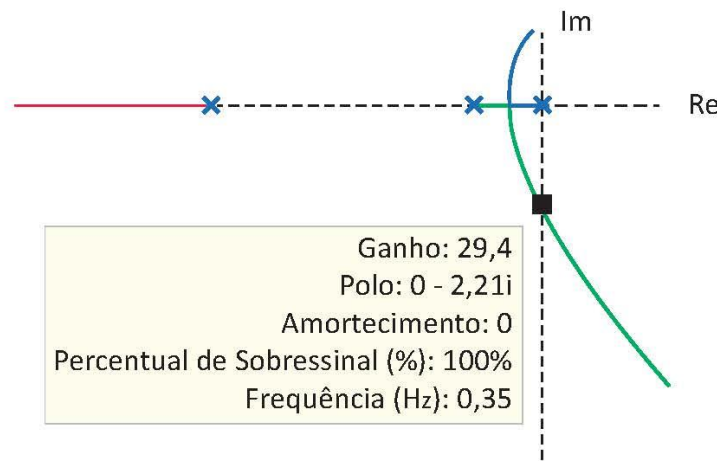 Im
Re
Ganho: 29,4
Polo: 0 - 2,21i
Amortecimento: 0
Percentual de Sobressinal (%): 100%
Frequência (Hz): 0,35